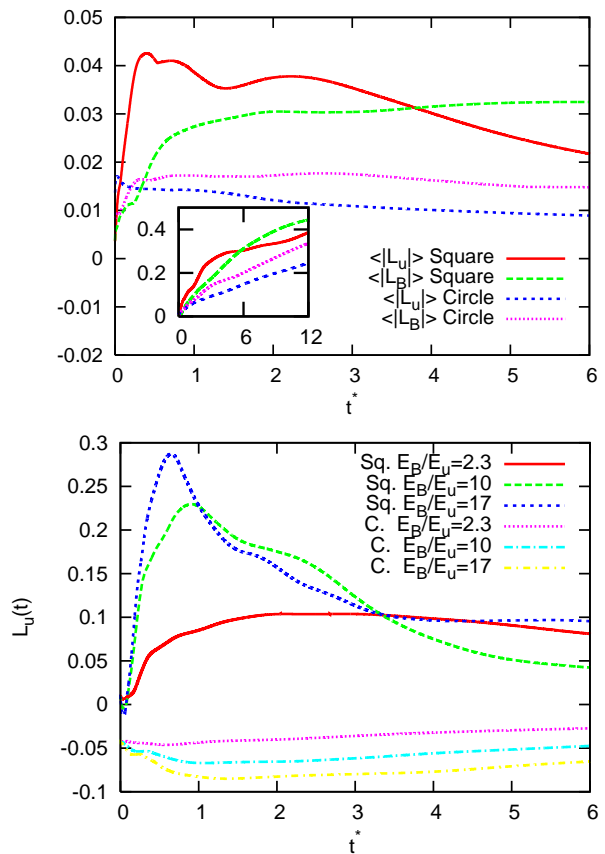 0.05
0.04
0.03
0.02
0.01
0
-0.01
-0.02
0.4
0.2
0
0 6 12
<|L_u|> Square
<|L_B|> Square
<|L_u|> Circle
<|L_B|> Circle
0 1 2 3 4 5 6
t^*
0.3
0.25
0.2
0.15
0.1
0.05
0
-0.05
-0.1
L_u(t)
Sq. E_B/E_u=2.3
Sq. E_B/E_u=10
Sq. E_B/E_u=17
C. E_B/E_u=2.3
C. E_B/E_u=10
C. E_B/E_u=17
0 1 2 3 4 5 6
t^*